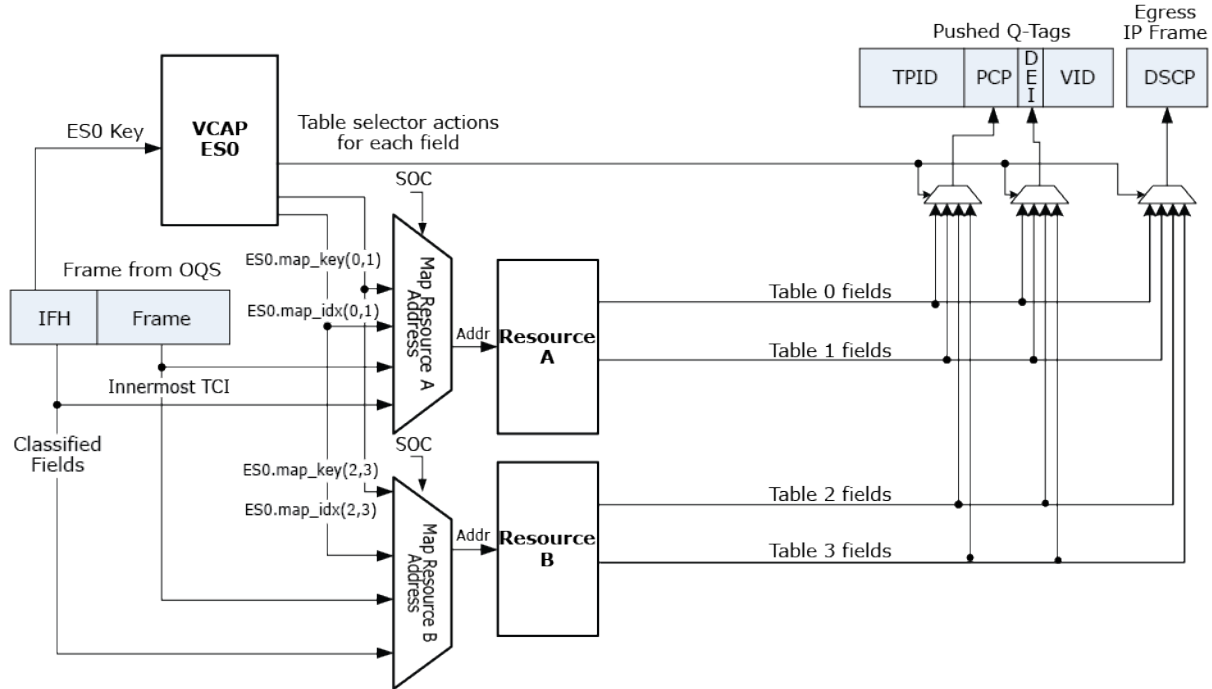 Pushed Q-Tags
Egress
IP Frame
TPID
PCP
D
E
I
VID
DSCP
ES0 Key
VCAP
ES0
Table selector actions
for each field
SOC
Frame from OQS
IFH
Frame
ES0.map_key(0,1)
ES0.map_idx(0,1)
Map Resource A
Address
Addr
Resource
A
Table 0 fields
Table 1 fields
Innermost TCI
Classified
Fields
SOC
ES0.map_key(2,3)
ES0.map_idx(2,3)
Map Resource B
Address
Addr
Resource
B
Table 2 fields
Table 3 fields